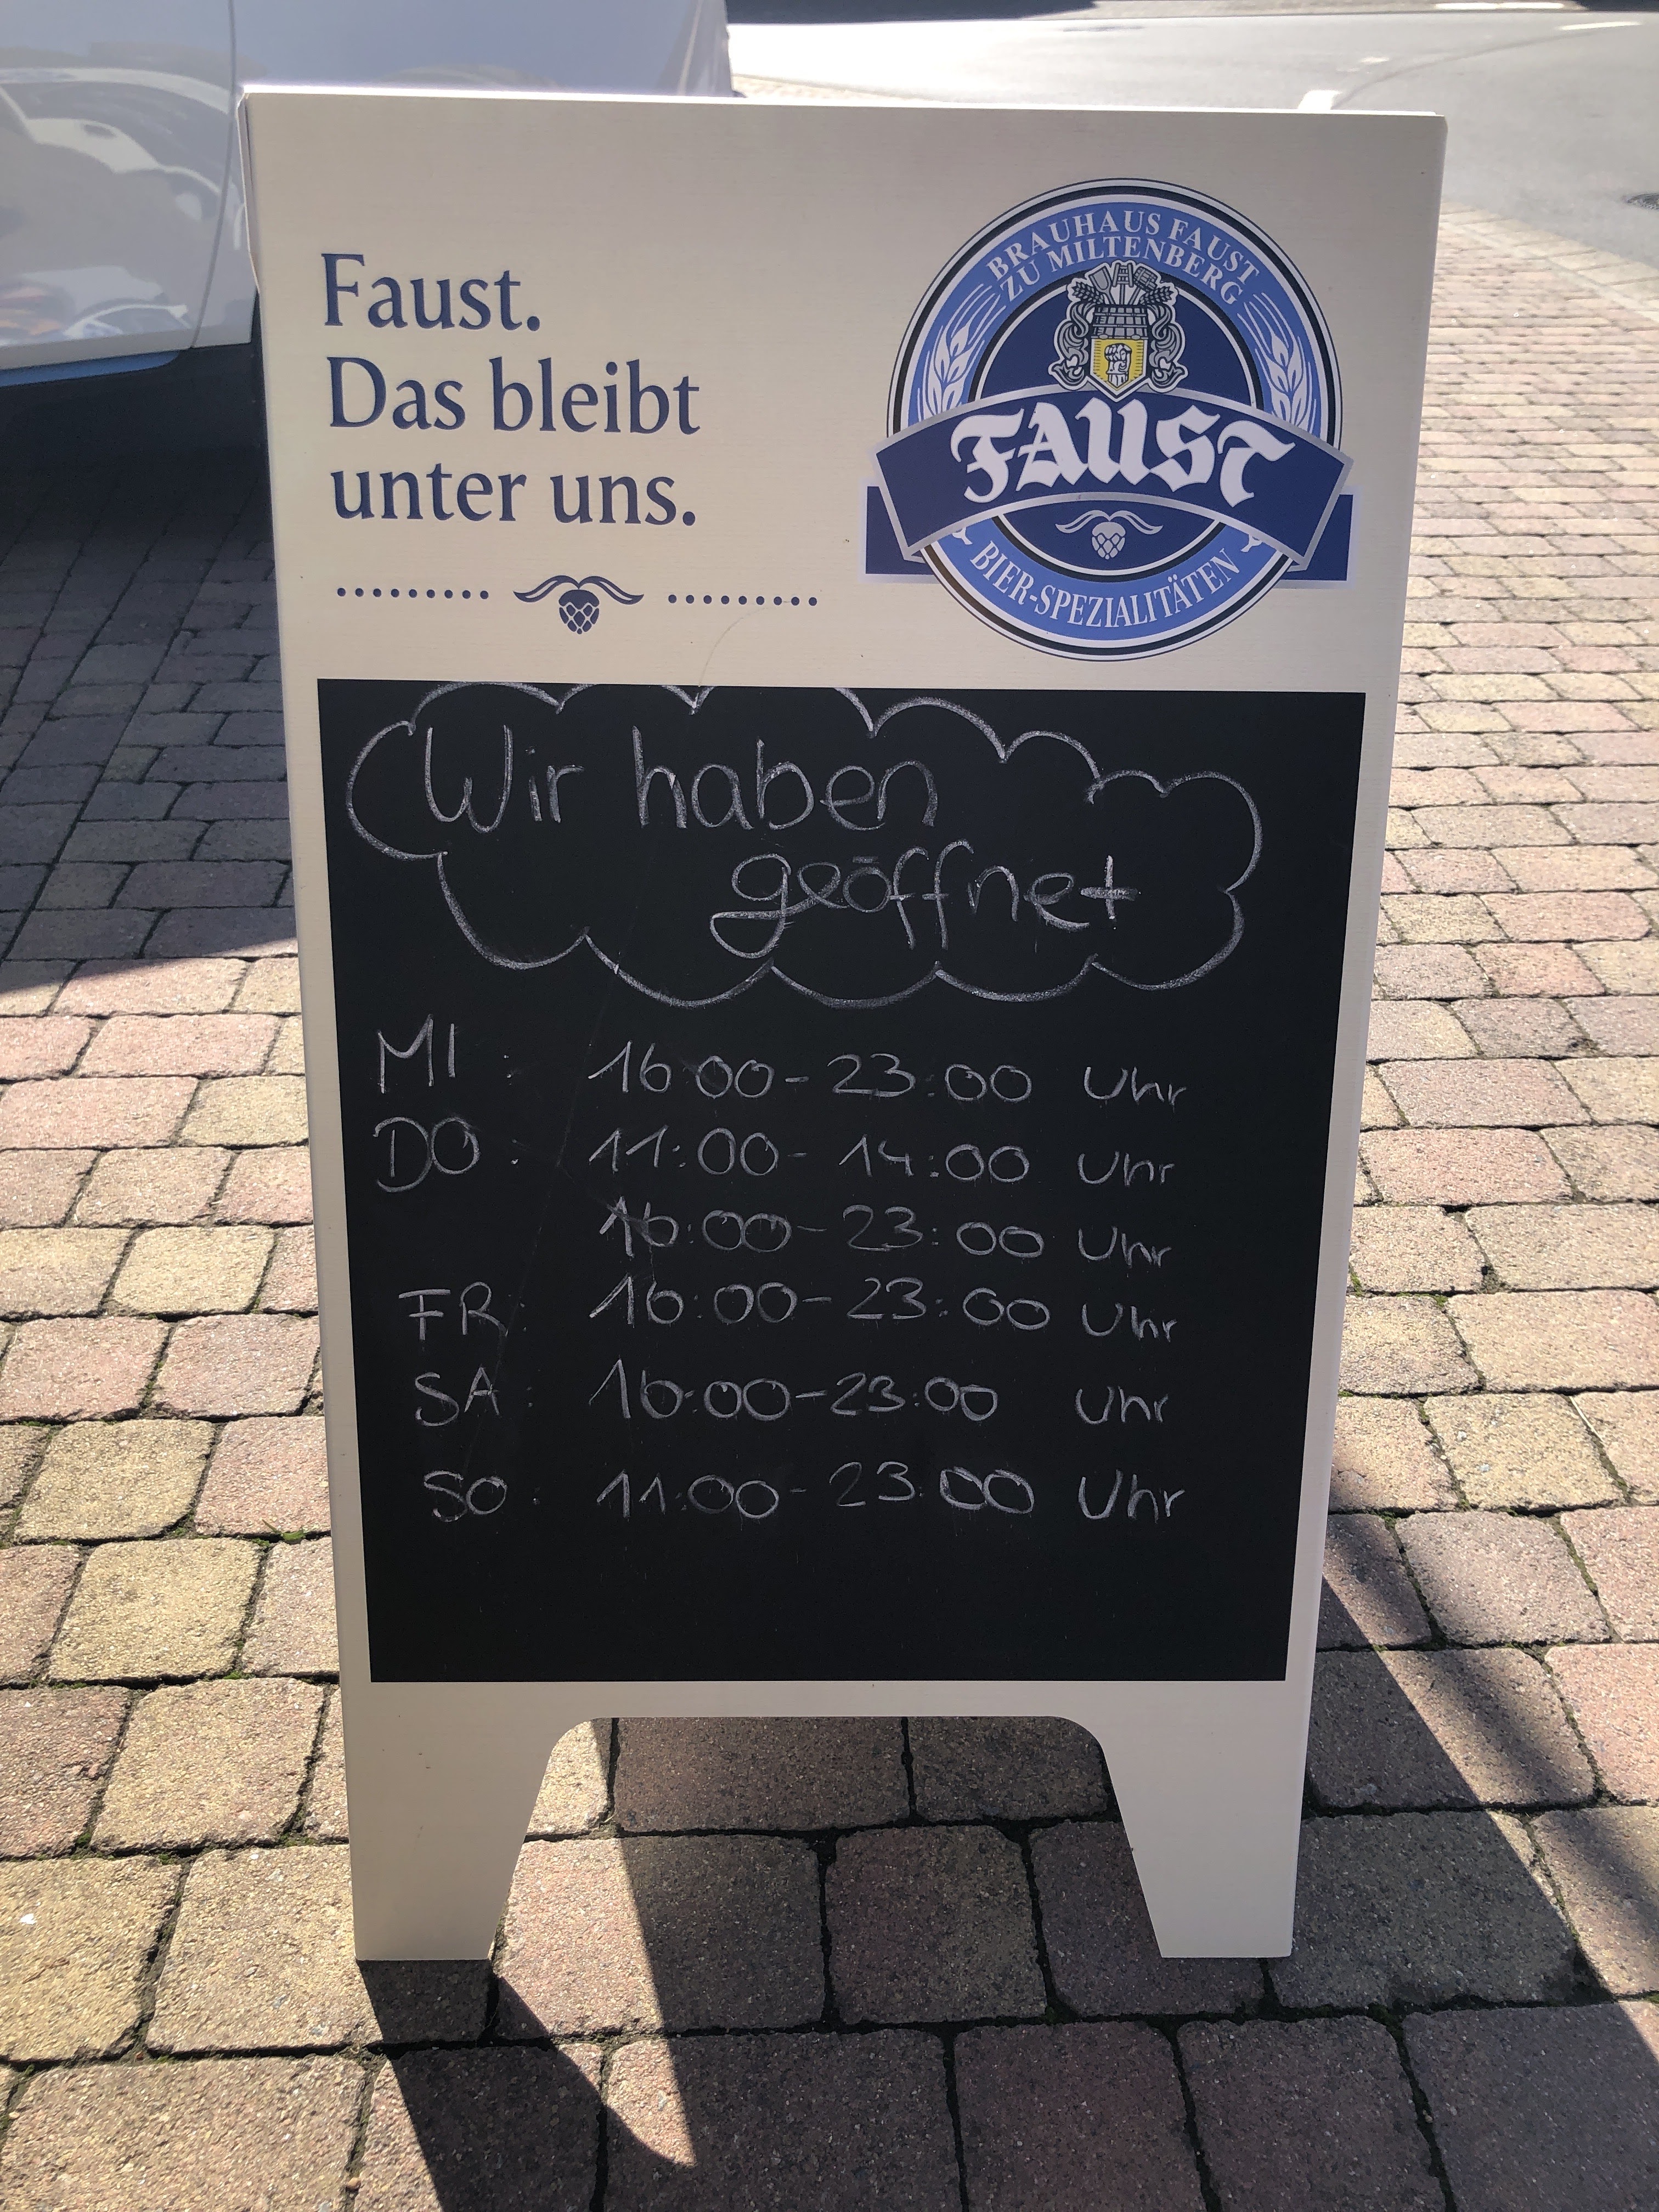 Faust.
Das bleibt
unter uns.
BRAUHAUS FAUST
ZU MILTENBERG
FAUST
BIER-SPEZIALITÄTEN
Wir haben
geöffnet
MI : 16:00 - 23:00 Uhr
DO : 11:00 - 14:00 Uhr
16:00 - 23:00 Uhr
FR : 16:00 - 23:00 Uhr
SA : 16:00 - 23:00 Uhr
SO : 11:00 - 23:00 Uhr